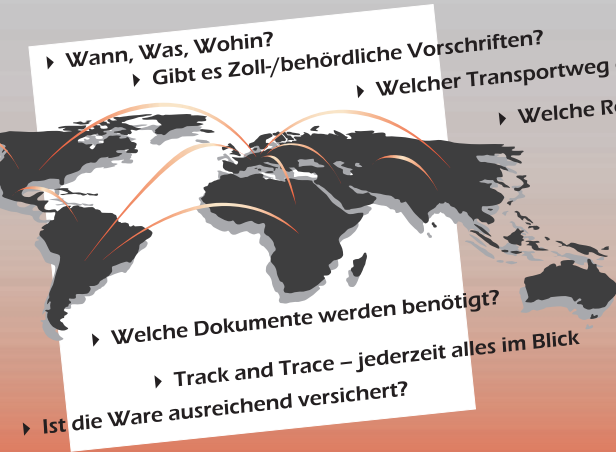 Wann, Was, Wohin?
Gibt es Zoll-/behördliche Vorschriften?
Welcher Transportweg
Welche
Welche Dokumente werden benötigt?
Track and Trace – jederzeit alles im Blick
Ist die Ware ausreichend versichert?